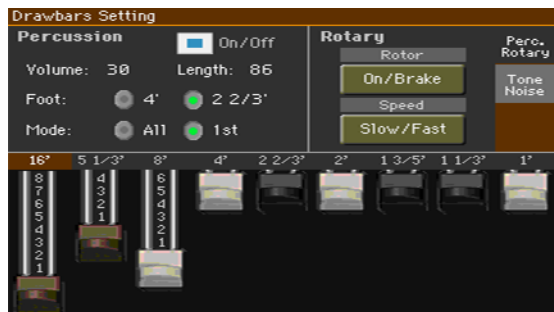 Drawbars Setting
Percussion
On/Off
Volume: 30 Length: 86
Foot: 4' 2 2/3'
Mode: All 1st
Rotary
Rotor
On/Brake
Speed
Slow/Fast
Perc.
Rotary
Tone
Noise
16' 5 1/3' 8' 4' 2 2/3' 2' 1 3/5' 1 1/3' 1'
8 4 6
7 3 5
6 2 4
5 1 3
4 2
3 1
2
1